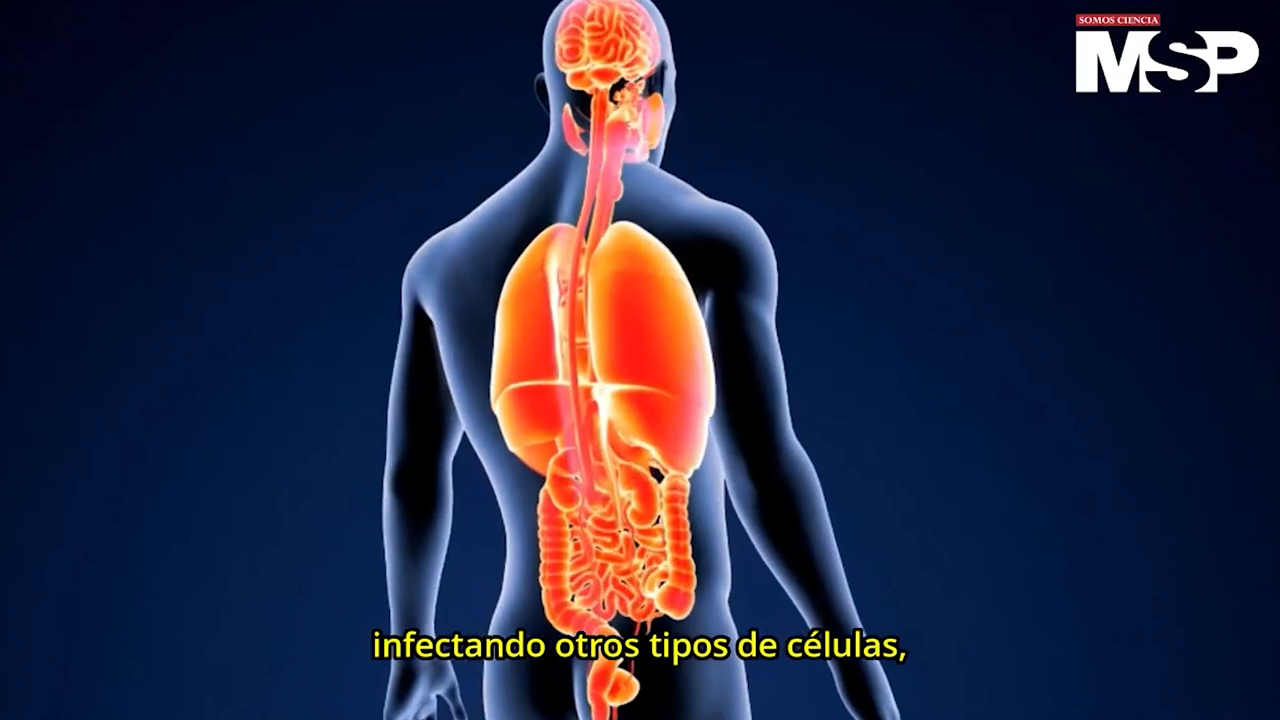 SOMOS CIENCIA
MSP
infectando otros tipos de células,